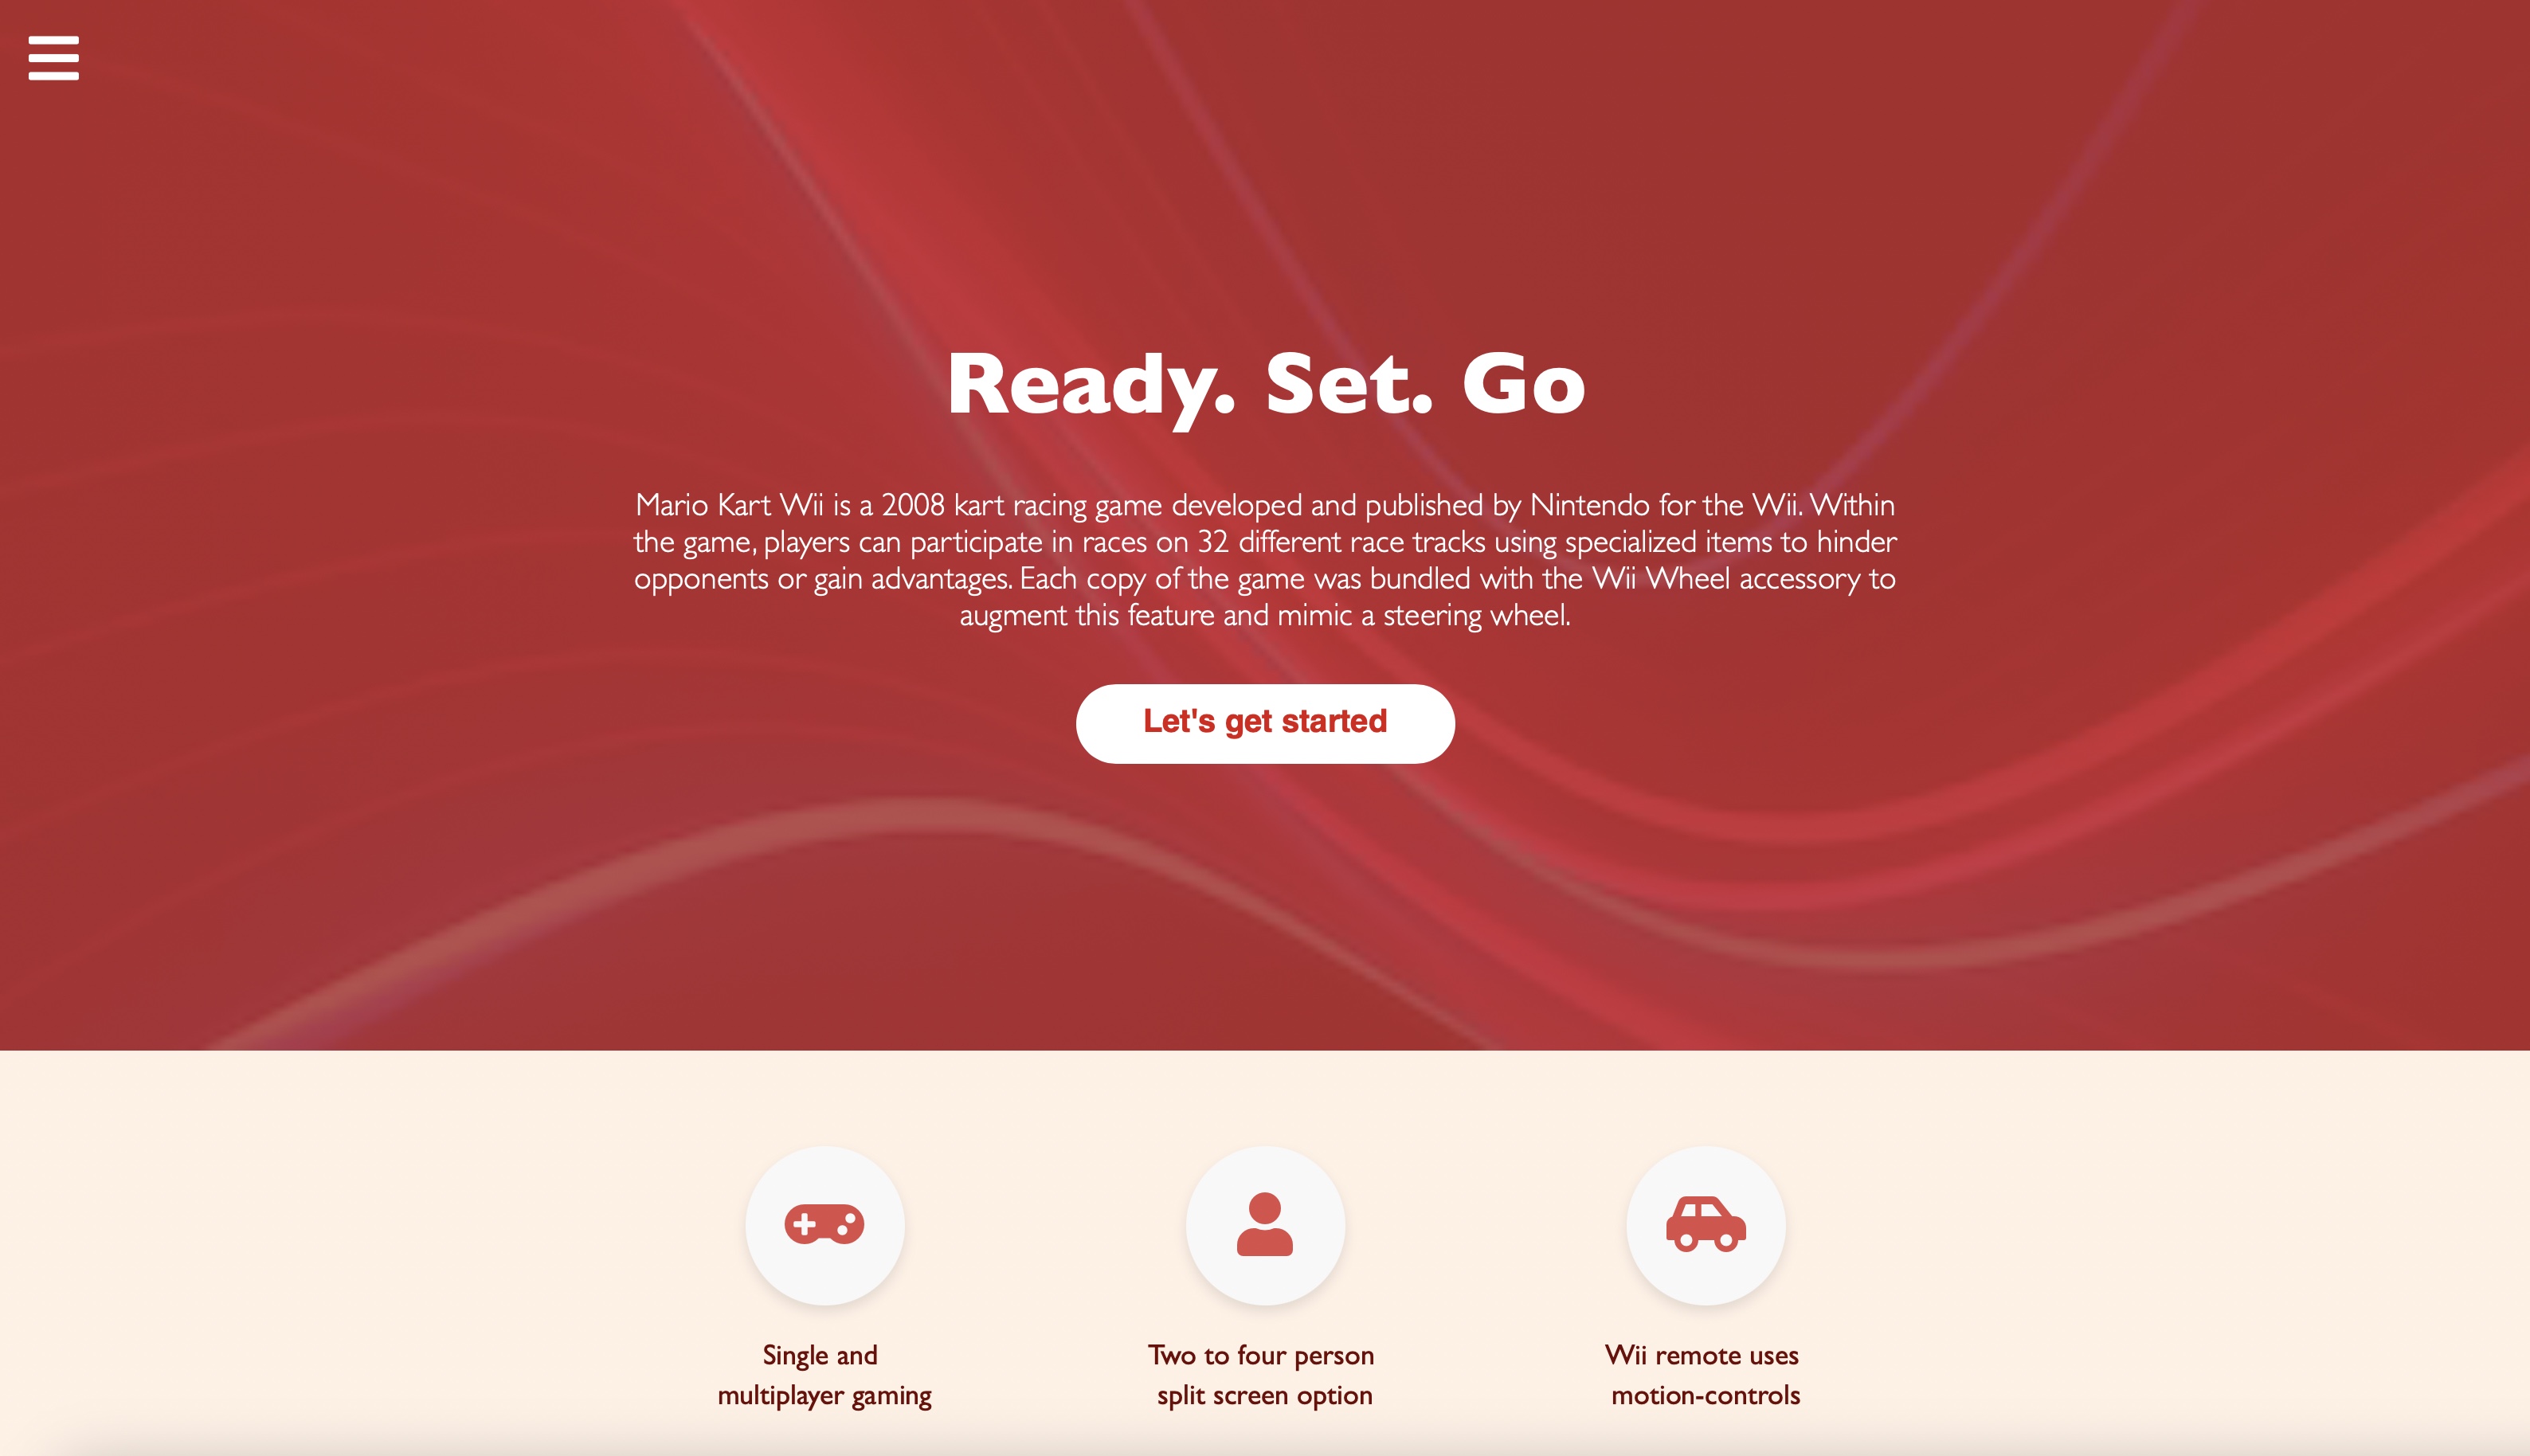 Ready. Set. Go
Mario Kart Wii is a 2008 kart racing game developed and published by Nintendo for the Wii. Within
the game, players can participate in races on 32 different race tracks using specialized items to hinder
opponents or gain advantages. Each copy of the game was bundled with the Wii Wheel accessory to
augment this feature and mimic a steering wheel.
Let's get started
Single and
multiplayer gaming
Two to four person
split screen option
Wii remote uses
motion-controls